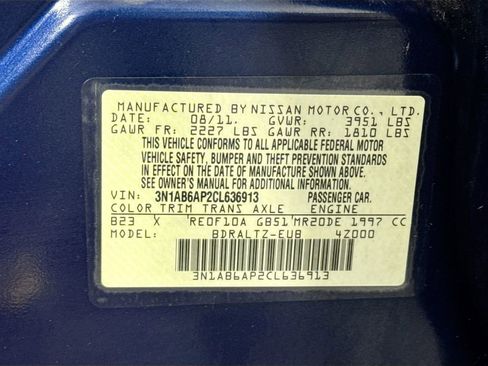 MANUFACTURED BY NISSAN MOTOR CO., LTD.
DATE: 08/11. GVWR: 3951 LBS
GAWR FR: 2227 LBS GAWR RR: 1810 LBS
THIS VEHICLE CONFORMS TO ALL APPLICABLE FEDERAL MOTOR
VEHICLE SAFETY, BUMPER AND THEFT PREVENTION STANDARDS
IN EFFECT ON THE DATE OF MANUFACTURE SHOWN ABOVE.
SEE OWNER'S MANUAL FOR ADDITIONAL INFORMATION.
VIN: 3N1AB6AP2CL636913 PASSENGER CAR.
COLOR TRIM TRANS AXLE ENGINE
B23 X RE0F10A GB51 MR20DE 1997 CC
MODEL: BDRALTZ-EUB 4Z000
3N1AB6AP2CL636913